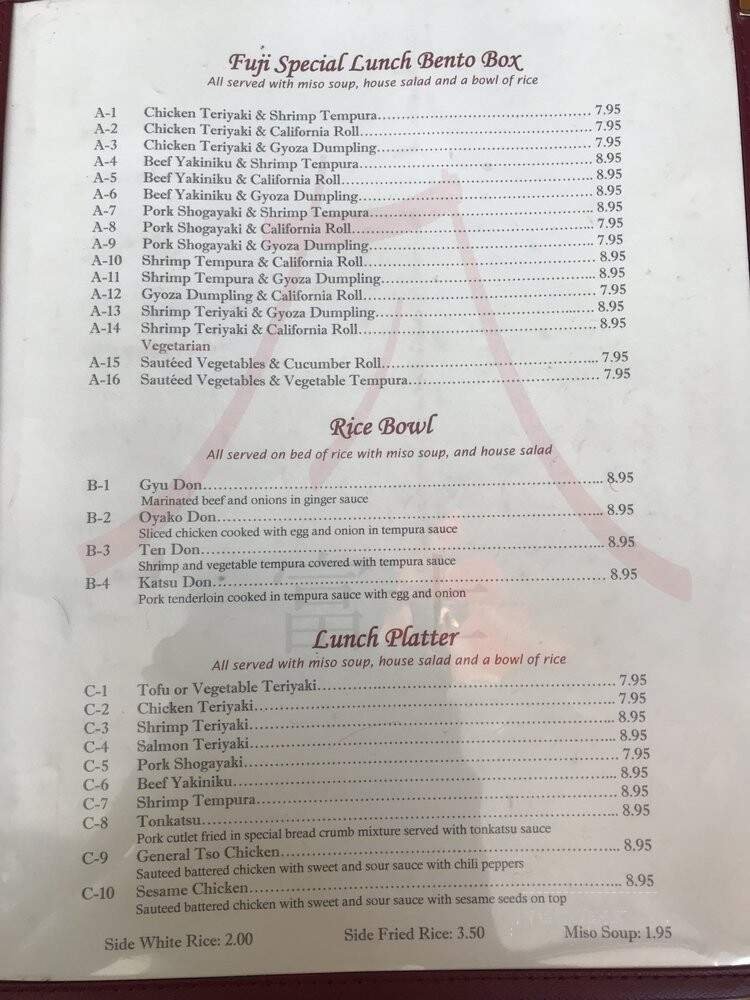 Fuji Special Lunch Bento Box
All served with miso soup, house salad and a bowl of rice
A-1 Chicken Teriyaki & Shrimp Tempura........................................ 7.95
A-2 Chicken Teriyaki & California Roll........................................ 7.95
A-3 Chicken Teriyaki & Gyoza Dumpling........................................ 7.95
A-4 Beef Yakiniku & Shrimp Tempura........................................ 8.95
A-5 Beef Yakiniku & California Roll........................................ 8.95
A-6 Beef Yakiniku & Gyoza Dumpling........................................ 8.95
A-7 Pork Shogayaki & Shrimp Tempura........................................ 8.95
A-8 Pork Shogayaki & California Roll........................................ 7.95
A-9 Pork Shogayaki & Gyoza Dumpling........................................ 7.95
A-10 Shrimp Tempura & California Roll........................................ 8.95
A-11 Shrimp Tempura & Gyoza Dumpling........................................ 8.95
A-12 Gyoza Dumpling & California Roll........................................ 7.95
A-13 Shrimp Teriyaki & Gyoza Dumpling........................................ 8.95
A-14 Shrimp Teriyaki & California Roll........................................ 8.95
Vegetarian
A-15 Sautéed Vegetables & Cucumber Roll........................................ 7.95
A-16 Sautéed Vegetables & Vegetable Tempura........................................ 7.95
Rice Bowl
All served on bed of rice with miso soup, and house salad
B-1 Gyu Don........................................ 8.95
Marinated beef and onions in ginger sauce
B-2 Oyako Don........................................ 8.95
Sliced chicken cooked with egg and onion in tempura sauce
B-3 Ten Don........................................ 8.95
Shrimp and vegetable tempura covered with tempura sauce
B-4 Katsu Don........................................ 8.95
Pork tenderloin cooked in tempura sauce with egg and onion
富
Lunch Platter
All served with miso soup, house salad and a bowl of rice
C-1 Tofu or Vegetable Teriyaki........................................ 7.95
C-2 Chicken Teriyaki........................................ 7.95
C-3 Shrimp Teriyaki........................................ 8.95
C-4 Salmon Teriyaki........................................ 8.95
C-5 Pork Shogayaki........................................ 7.95
C-6 Beef Yakiniku........................................ 8.95
C-7 Shrimp Tempura........................................ 8.95
C-8 Tonkatsu........................................ 8.95
Pork cutlet fried in special bread crumb mixture served with tonkatsu sauce
C-9 General Tso Chicken........................................ 8.95
Sauteed battered chicken with sweet and sour sauce with chili peppers
C-10 Sesame Chicken........................................ 8.95
Sauteed battered chicken with sweet and sour sauce with sesame seeds on top
Side White Rice: 2.00 Side Fried Rice: 3.50 Miso Soup: 1.95